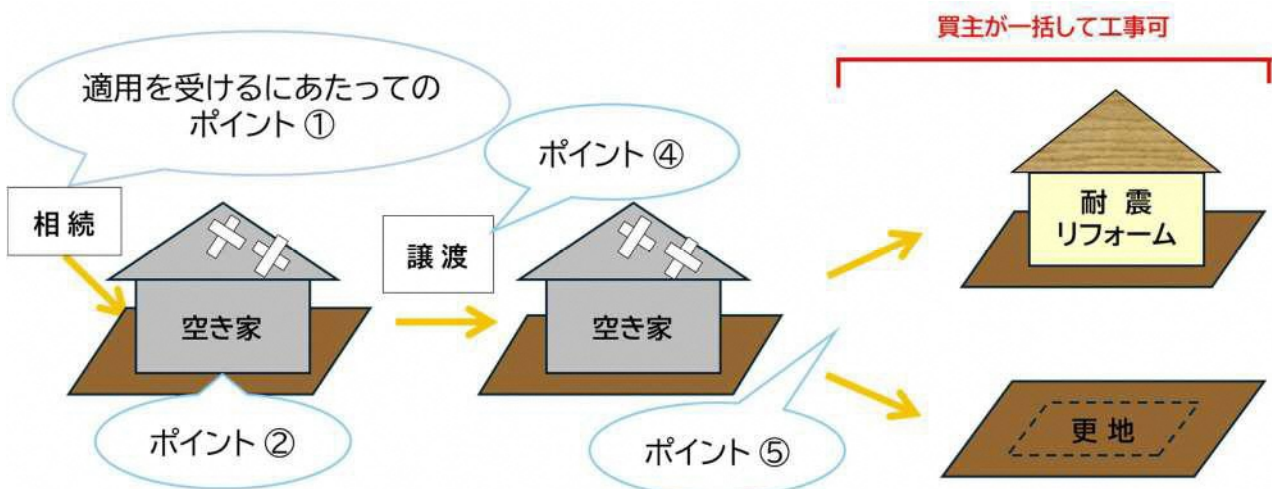 買主が一括して工事可
適用を受けるにあたっての
ポイント ①
ポイント ④
相続
譲渡
空き家
空き家
耐震
リフォーム
ポイント ②
ポイント ⑤
更地